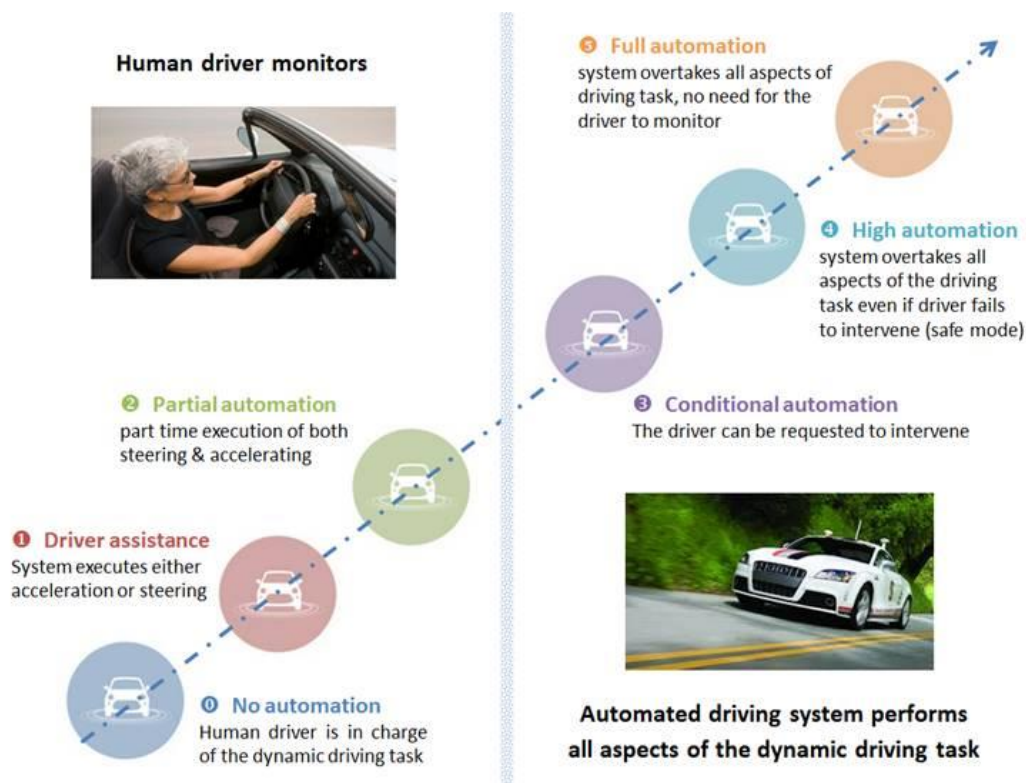 Human driver monitors
❷ Partial automation
part time execution of both
steering & accelerating
❶ Driver assistance
System executes either
acceleration or steering
⓿ No automation
Human driver is in charge
of the dynamic driving task
❺ Full automation
system overtakes all aspects of
driving task, no need for the
driver to monitor
❹ High automation
system overtakes all
aspects of the driving
task even if driver fails
to intervene (safe mode)
❸ Conditional automation
The driver can be requested to intervene
Automated driving system performs
all aspects of the dynamic driving task